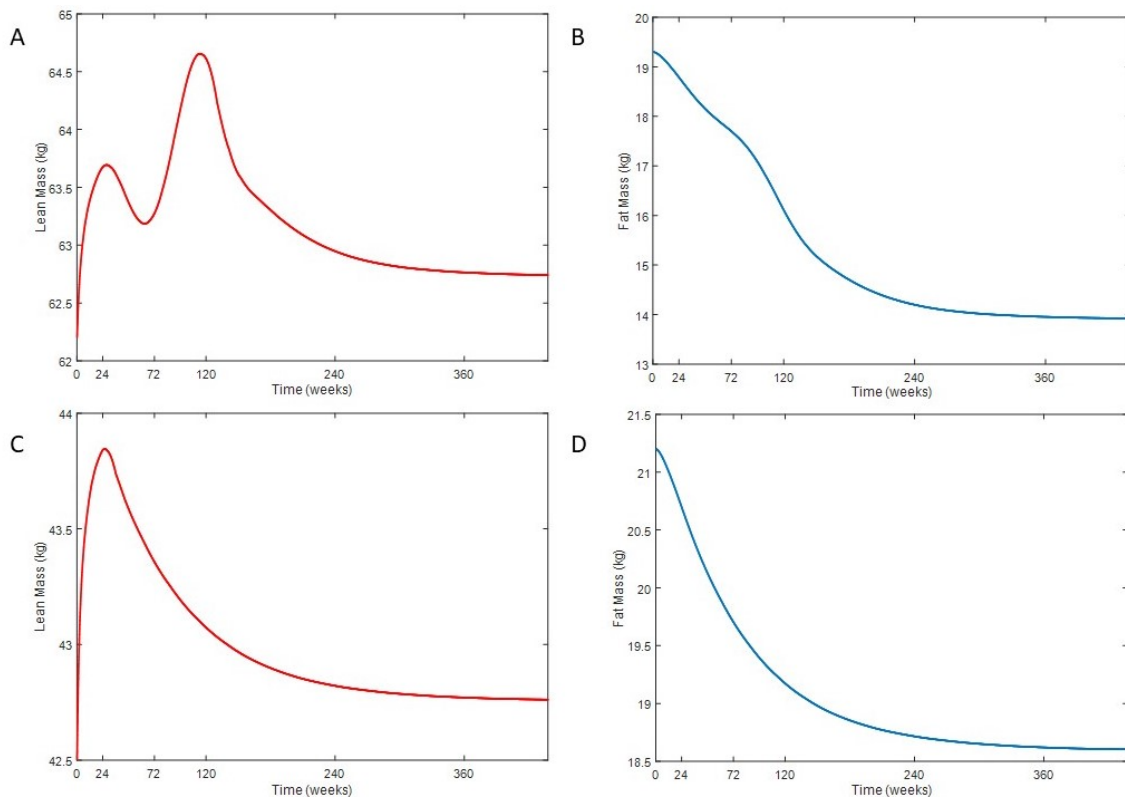 A
Lean Mass (kg)
65
64.5
64
63.5
63
62.5
62
0 24 72 120 240 360
Time (weeks)
B
Fat Mass (kg)
20
19
18
17
16
15
14
13
0 24 72 120 240 360
Time (weeks)
C
Lean Mass (kg)
44
43.5
43
42.5
0 24 72 120 240 360
Time (weeks)
D
Fat Mass (kg)
21.5
21
20.5
20
19.5
19
18.5
0 24 72 120 240 360
Time (weeks)